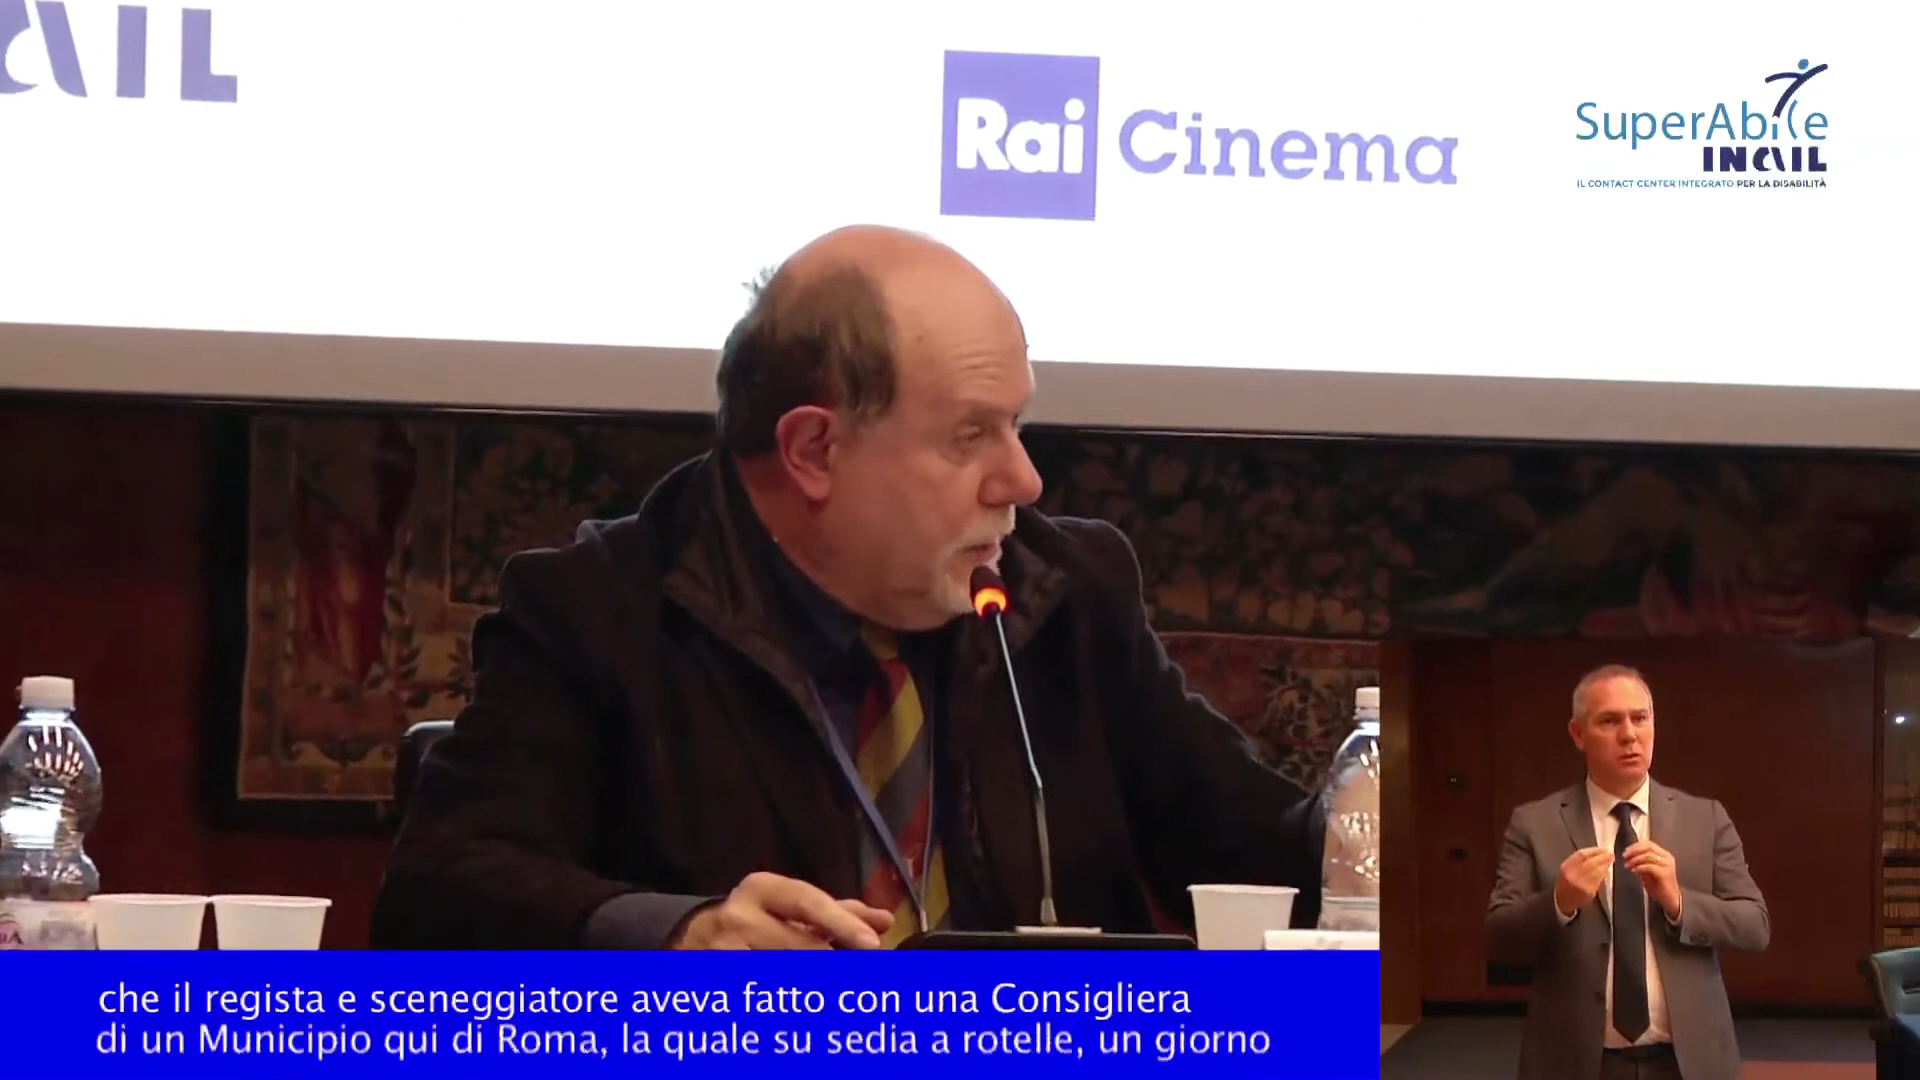 INAIL
Rai Cinema
SuperAbile
INAIL
IL CONTACT CENTER INTEGRATO PER LA DISABILITÀ
che il regista e sceneggiatore aveva fatto con una Consigliera
di un Municipio qui di Roma, la quale su sedia a rotelle, un giorno